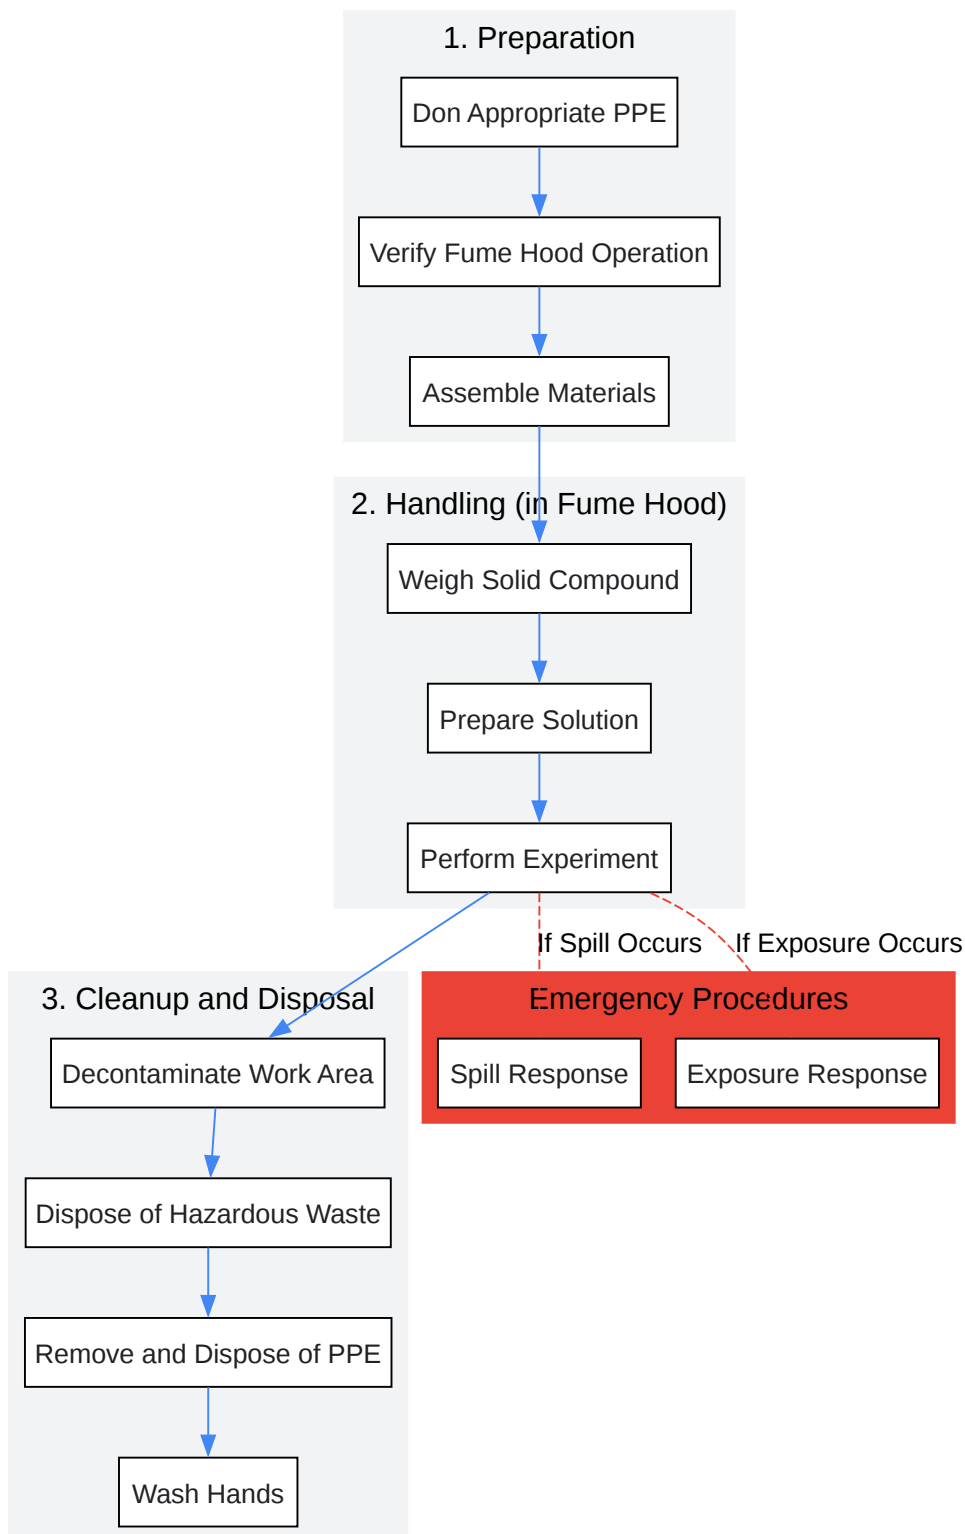 1. Preparation
Don Appropriate PPE
Verify Fume Hood Operation
Assemble Materials
2. Handling (in Fume Hood)
Weigh Solid Compound
Prepare Solution
Perform Experiment
If Spill Occurs
If Exposure Occurs
3. Cleanup and Disposal
Decontaminate Work Area
Dispose of Hazardous Waste
Remove and Dispose of PPE
Wash Hands
Emergency Procedures
Spill Response
Exposure Response